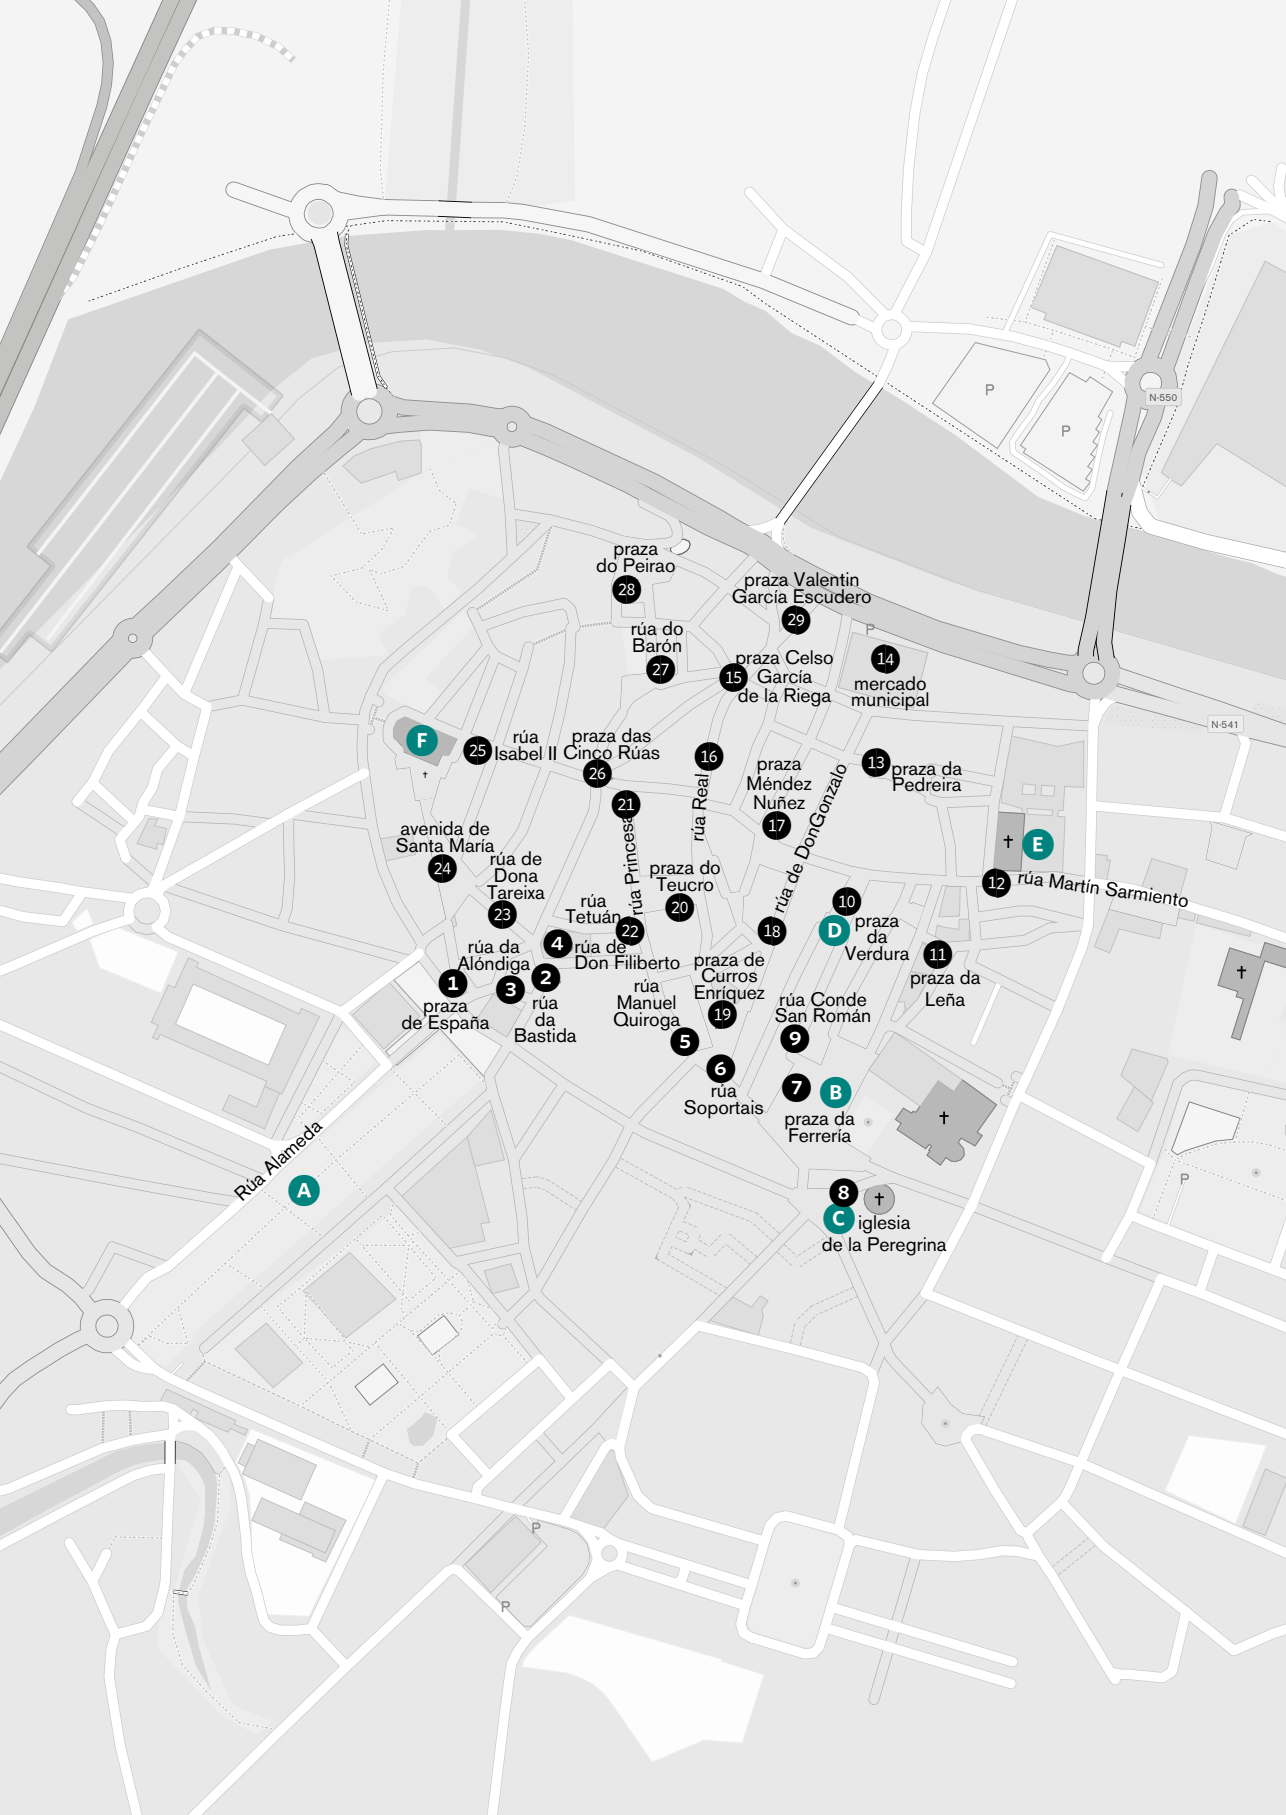 P
P
N-550
praza
do Peirao
28
praza Valentin
García Escudero
29
P
rúa do
Barón
27
praza Celso
García
de la Riega
15
14
mercado
municipal
N-541
F
25
rúa
Isabel II
praza das
Cinco Rúas
26
16
rúa Real
praza
Méndez
Nuñez
17
13
praza da
Pedreira
21
rúa Princesa
rúa de DonGonzalo
E
12
rúa Martín Sarmiento
avenida de
Santa María
24
rúa de
Dona
Tareixa
23
praza do
Teucro
20
rúa
Tetuán
22
18
10
D
praza
da
Verdura
11
praza da
Leña
4
rúa de
Don Filiberto
rúa da
Alóndiga
3
2
rúa
da
Bastida
1
praza
de España
praza de
Curros
Enríquez
19
rúa
Manuel
Quiroga
5
rúa Conde
San Román
9
6
rúa
Soportais
7
B
praza da
Ferrería
Rúa Alameda
A
8
C
iglesia
de la Peregrina
P
P
P